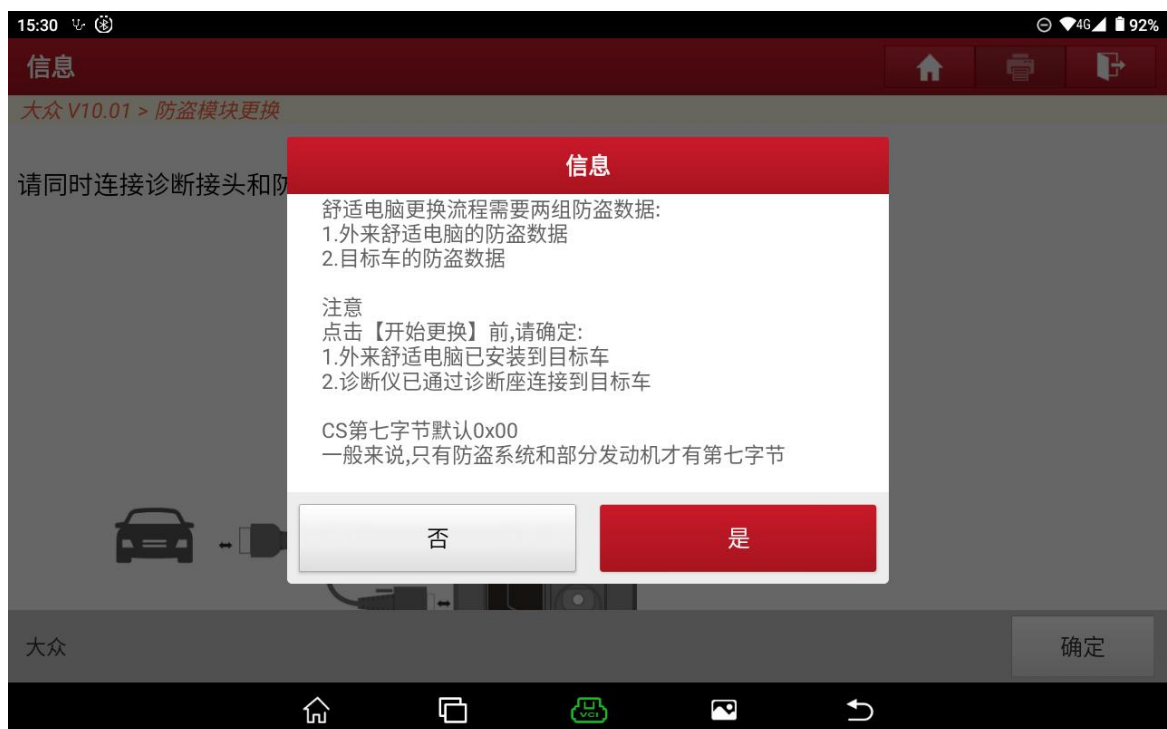 15:30
4G 92%
信息
大众 V10.01 > 防盗模块更换
请同时连接诊断接头和防
信息
舒适电脑更换流程需要两组防盗数据:
1.外来舒适电脑的防盗数据
2.目标车的防盗数据
注意
点击【开始更换】前,请确定:
1.外来舒适电脑已安装到目标车
2.诊断仪已通过诊断座连接到目标车
CS第七字节默认0x00
一般来说,只有防盗系统和部分发动机才有第七字节
否
是
大众
确定
VCI